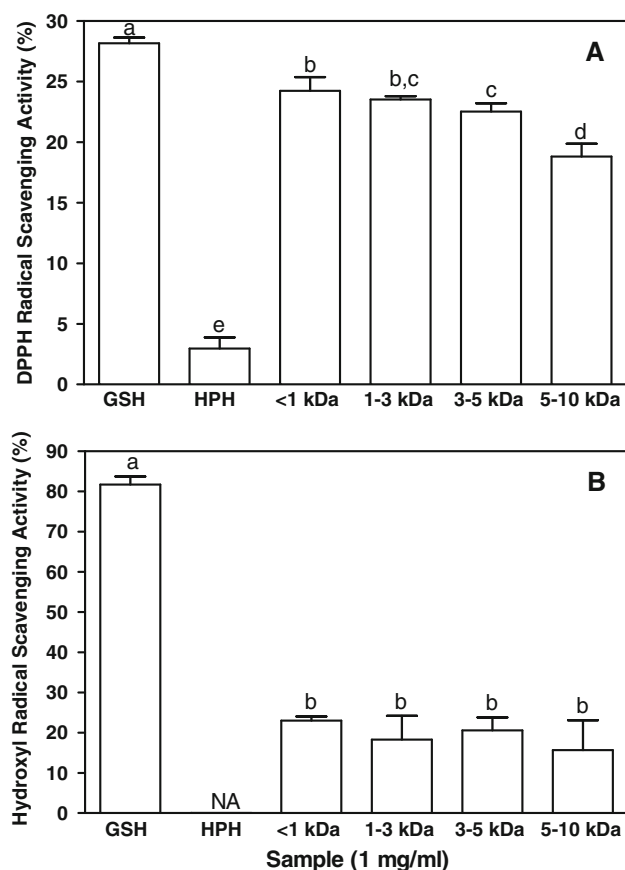 DPPH Radical Scavenging Activity (%)
30
25
20
15
10
5
0
A
a
e
b
b,c
c
d
GSH HPH <1 kDa 1-3 kDa 3-5 kDa 5-10 kDa
Hydroxyl Radical Scavenging Activity (%)
90
80
70
60
50
40
30
20
10
0
B
a
NA
b
b
b
b
GSH HPH <1 kDa 1-3 kDa 3-5 kDa 5-10 kDa
Sample (1 mg/ml)